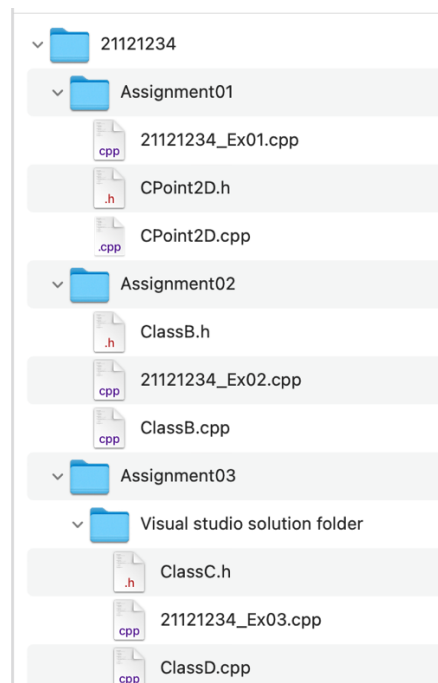 21121234
Assignment01
cpp 21121234_Ex01.cpp
.h CPoint2D.h
.cpp CPoint2D.cpp
Assignment02
.h ClassB.h
cpp 21121234_Ex02.cpp
cpp ClassB.cpp
Assignment03
Visual studio solution folder
.h ClassC.h
cpp 21121234_Ex03.cpp
cpp ClassD.cpp